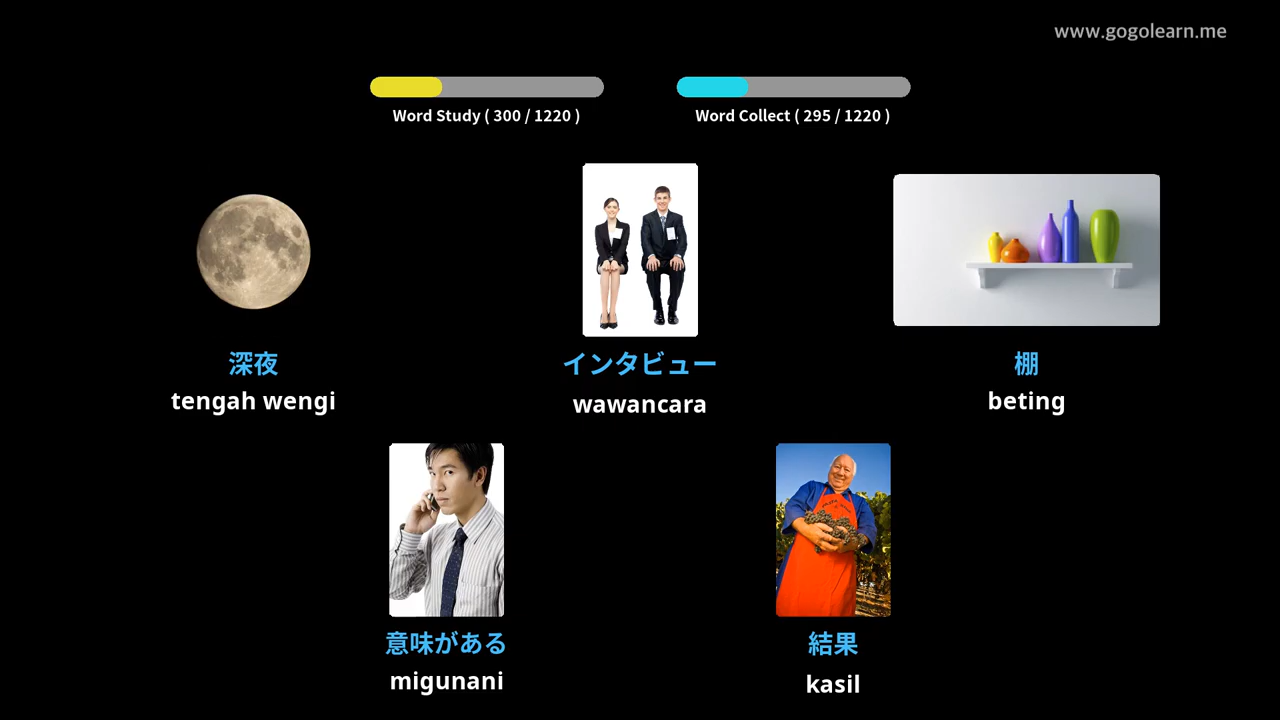 www.gogolearn.me
Word Study ( 300 / 1220 )
Word Collect ( 295 / 1220 )
深夜
tengah wengi
インタビュー
wawancara
棚
beting
意味がある
migunani
結果
kasil